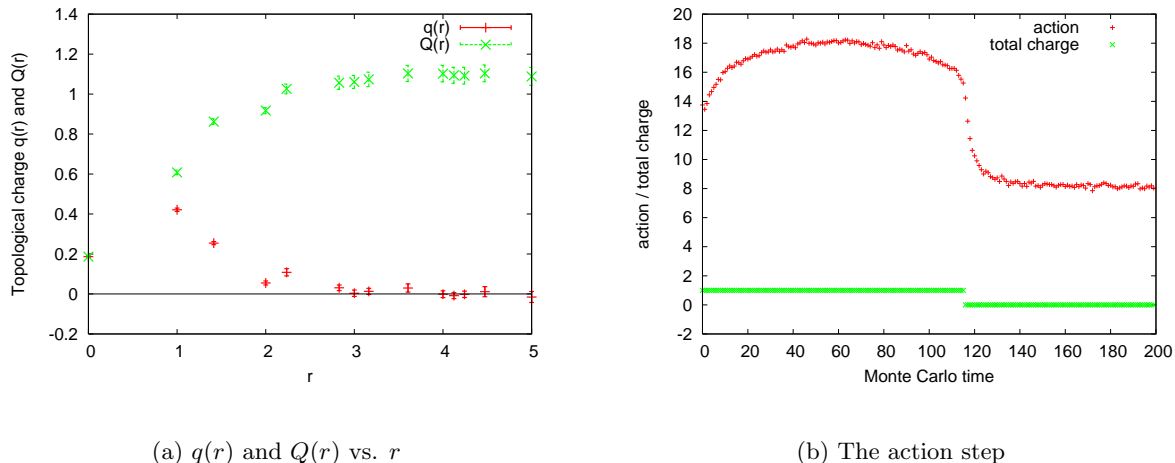 Topological charge q(r) and Q(r)
1.4
1.2
1
0.8
0.6
0.4
0.2
0
-0.2
q(r)
Q(r)
0 1 2 3 4 5
r
(a) q(r) and Q(r) vs. r
action / total charge
20
18
16
14
12
10
8
6
4
2
0
-2
action
total charge
0 20 40 60 80 100 120 140 160 180 200
Monte Carlo time
(b) The action step